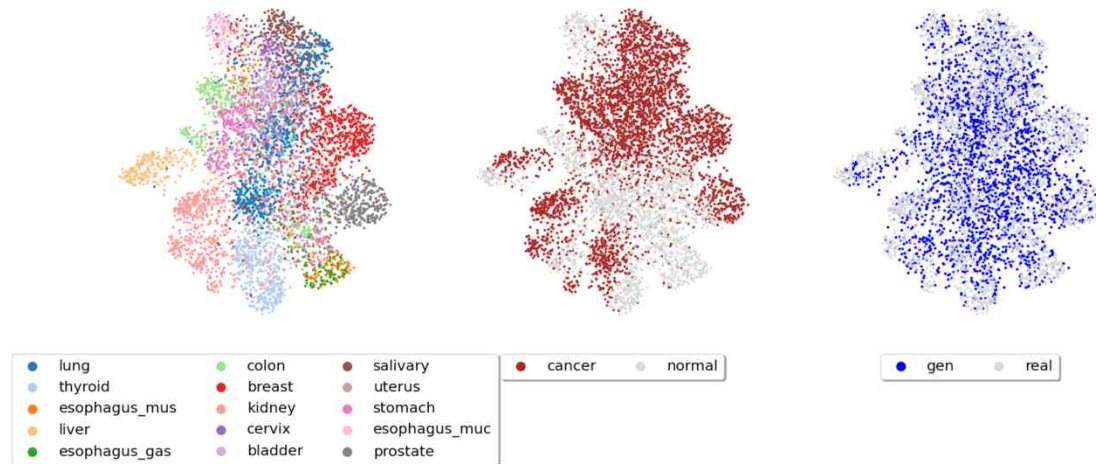 lung colon salivary
thyroid breast uterus
esophagus_mus kidney stomach
liver cervix esophagus_muc
esophagus_gas bladder prostate
cancer normal
gen real